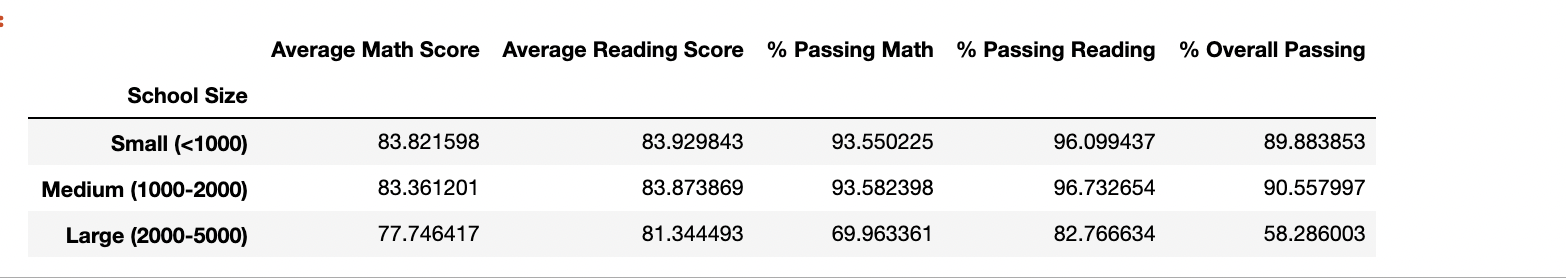 Average Math Score Average Reading Score % Passing Math % Passing Reading % Overall Passing
School Size
Small (<1000) 83.821598 83.929843 93.550225 96.099437 89.883853
Medium (1000-2000) 83.361201 83.873869 93.582398 96.732654 90.557997
Large (2000-5000) 77.746417 81.344493 69.963361 82.766634 58.286003